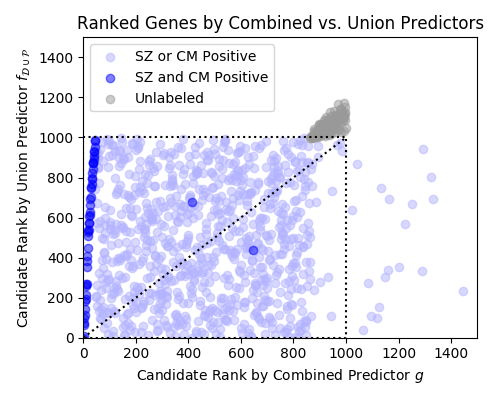 Ranked Genes by Combined vs. Union Predictors
Candidate Rank by Union Predictor f_{D∪P}
1400
1200
1000
800
600
400
200
0
SZ or CM Positive
SZ and CM Positive
Unlabeled
0 200 400 600 800 1000 1200 1400
Candidate Rank by Combined Predictor g